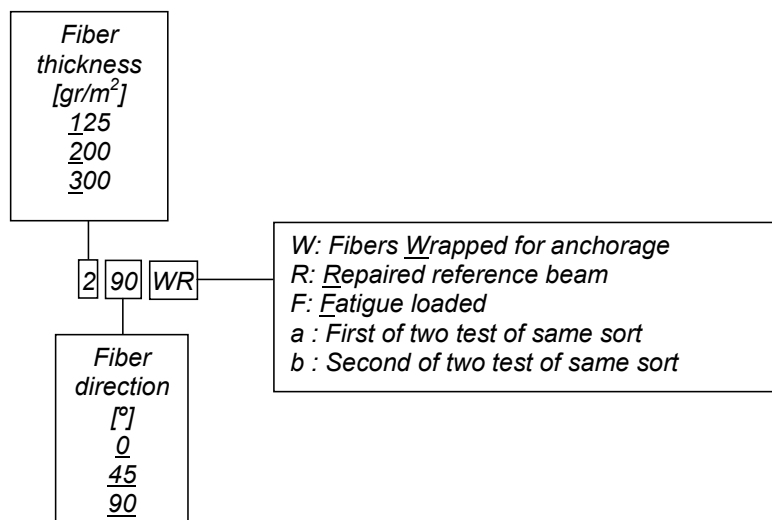 Fiber
thickness
[gr/m²]
125
200
300
2 90 WR
W: Fibers Wrapped for anchorage
R: Repaired reference beam
F: Fatigue loaded
a : First of two test of same sort
b : Second of two test of same sort
Fiber
direction
[º]
0
45
90